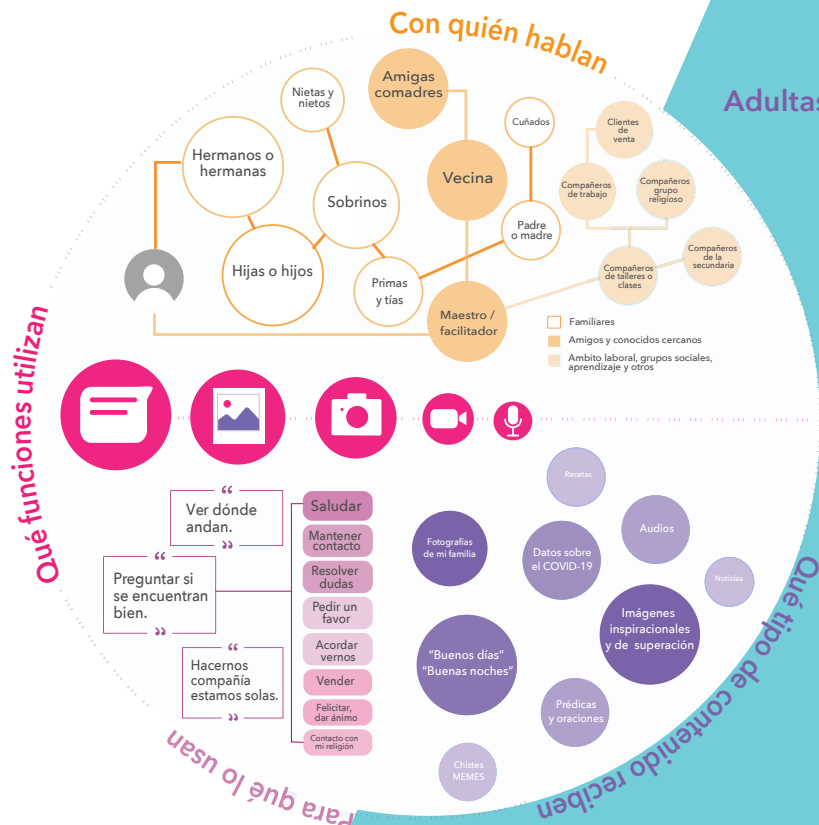 Con quién hablan
Adultas
Amigas
comadres
Nietas y
nietos
Cuñados
Clientes
de
venta
Hermanos o
hermanas
Vecina
Compañeros
de trabajo
Compañeros
grupo
religioso
Sobrinos
Padre
o madre
Compañeros
de la
secundaria
Hijas o hijos
Primas
y tías
Compañeros
de talleres o
clases
Maestro /
facilitador
Familiares
Amigos y conocidos cercanos
Ambito laboral, grupos sociales,
aprendizaje y otros
Qué funciones utilizan
“
Ver dónde
andan.
”
“
Preguntar si
se encuentran
bien.
”
“
Hacernos
compañía
estamos solas.
”
Saludar
Mantener
contacto
Resolver
dudas
Pedir un
favor
Acordar
vernos
Vender
Felicitar,
dar ánimo
Contacto con
mi religión
Para qué lo usan
Recetas
Fotografías
de mi familia
Datos sobre
el COVID-19
Audios
Noticias
Imágenes
inspiracionales
y de superación
“Buenos días”
“Buenas noches”
Prédicas
y oraciones
Chistes
MEMES
Qué tipo de contenido reciben